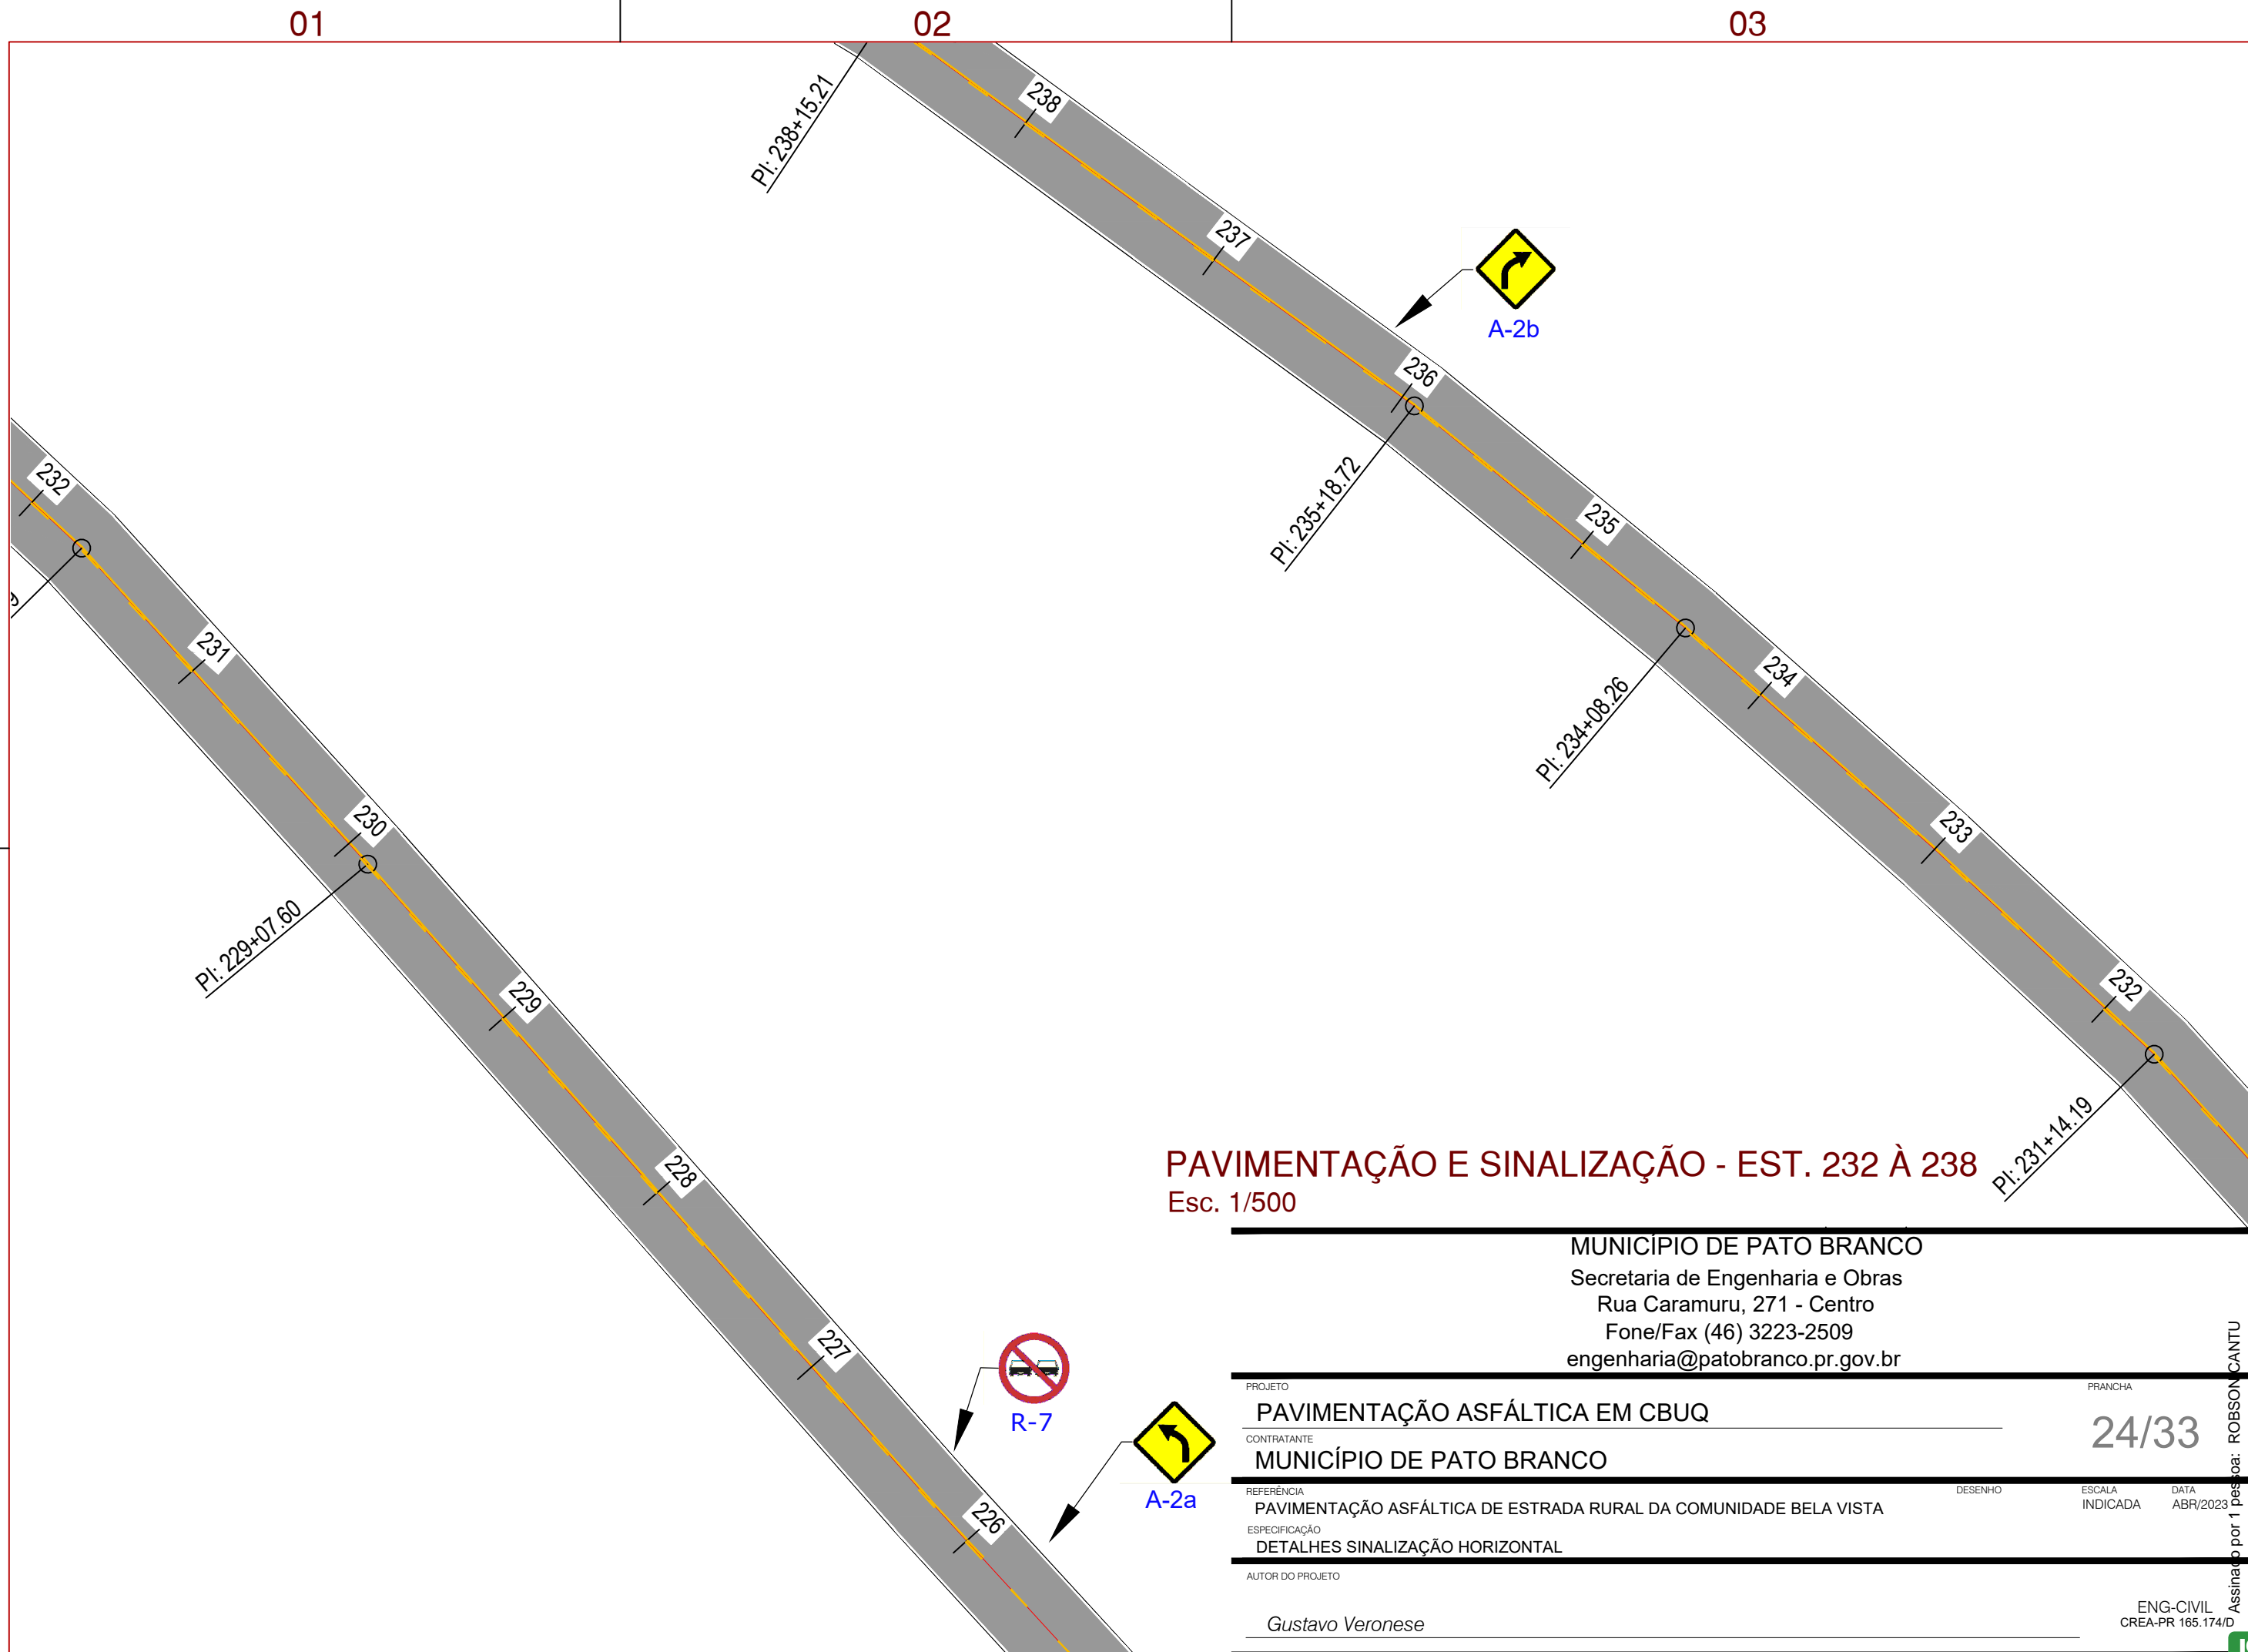 01
02
03
PI: 238+15.21
238
237
A-2b
236
PI: 235+18.72
235
234
PI: 234+08.26
233
232
PI: 231+14.19
232
231
230
PI: 229+07.60
229
228
227
R-7
A-2a
226
PAVIMENTAÇÃO E SINALIZAÇÃO - EST. 232 À 238
Esc. 1/500
MUNICÍPIO DE PATO BRANCO
Secretaria de Engenharia e Obras
Rua Caramuru, 271 - Centro
Fone/Fax (46) 3223-2509
engenharia@patobranco.pr.gov.br
PROJETO
PAVIMENTAÇÃO ASFÁLTICA EM CBUQ
PRANCHA
24/33
CONTRATANTE
MUNICÍPIO DE PATO BRANCO
REFERÊNCIA
PAVIMENTAÇÃO ASFÁLTICA DE ESTRADA RURAL DA COMUNIDADE BELA VISTA
DESENHO
ESCALA
INDICADA
DATA
ABR/2023
ESPECIFICAÇÃO
DETALHES SINALIZAÇÃO HORIZONTAL
AUTOR DO PROJETO
Gustavo Veronese
ENG-CIVIL
CREA-PR 165.174/D
Assinado por 1 pessoa: ROBSON CANTU